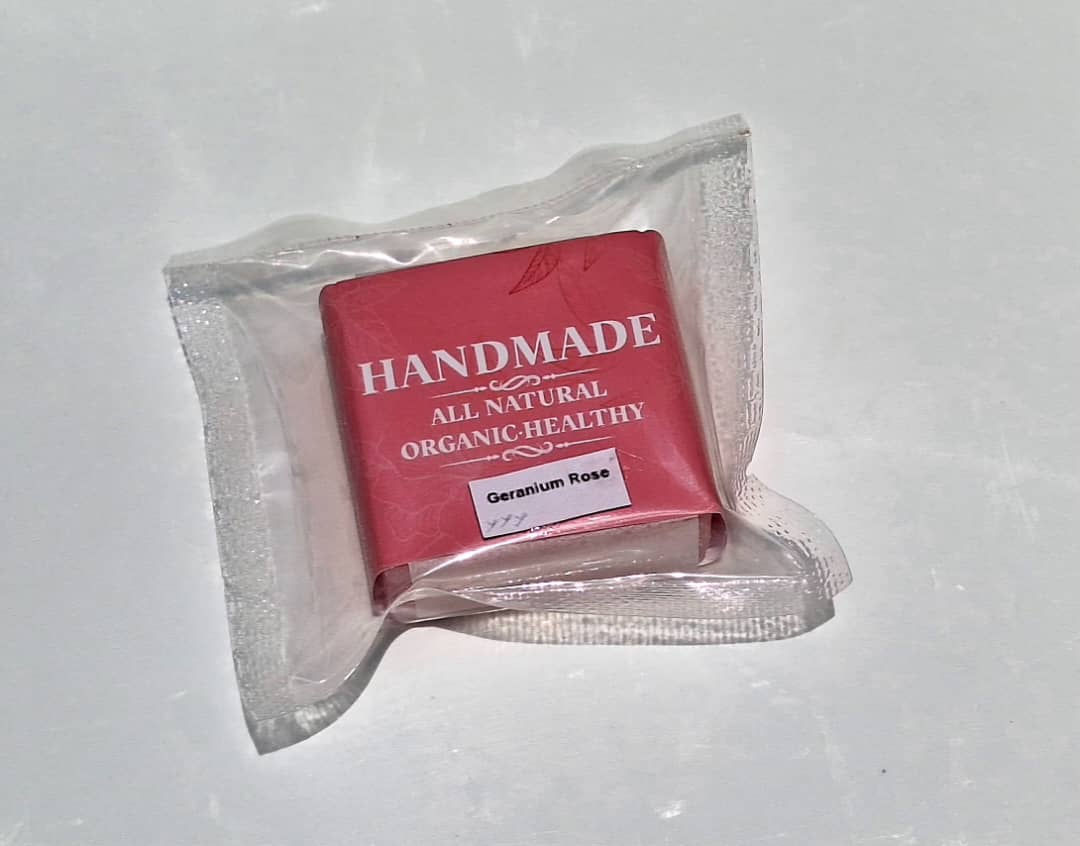 HANDMADE
ALL NATURAL
ORGANIC·HEALTHY
Geranium Rose